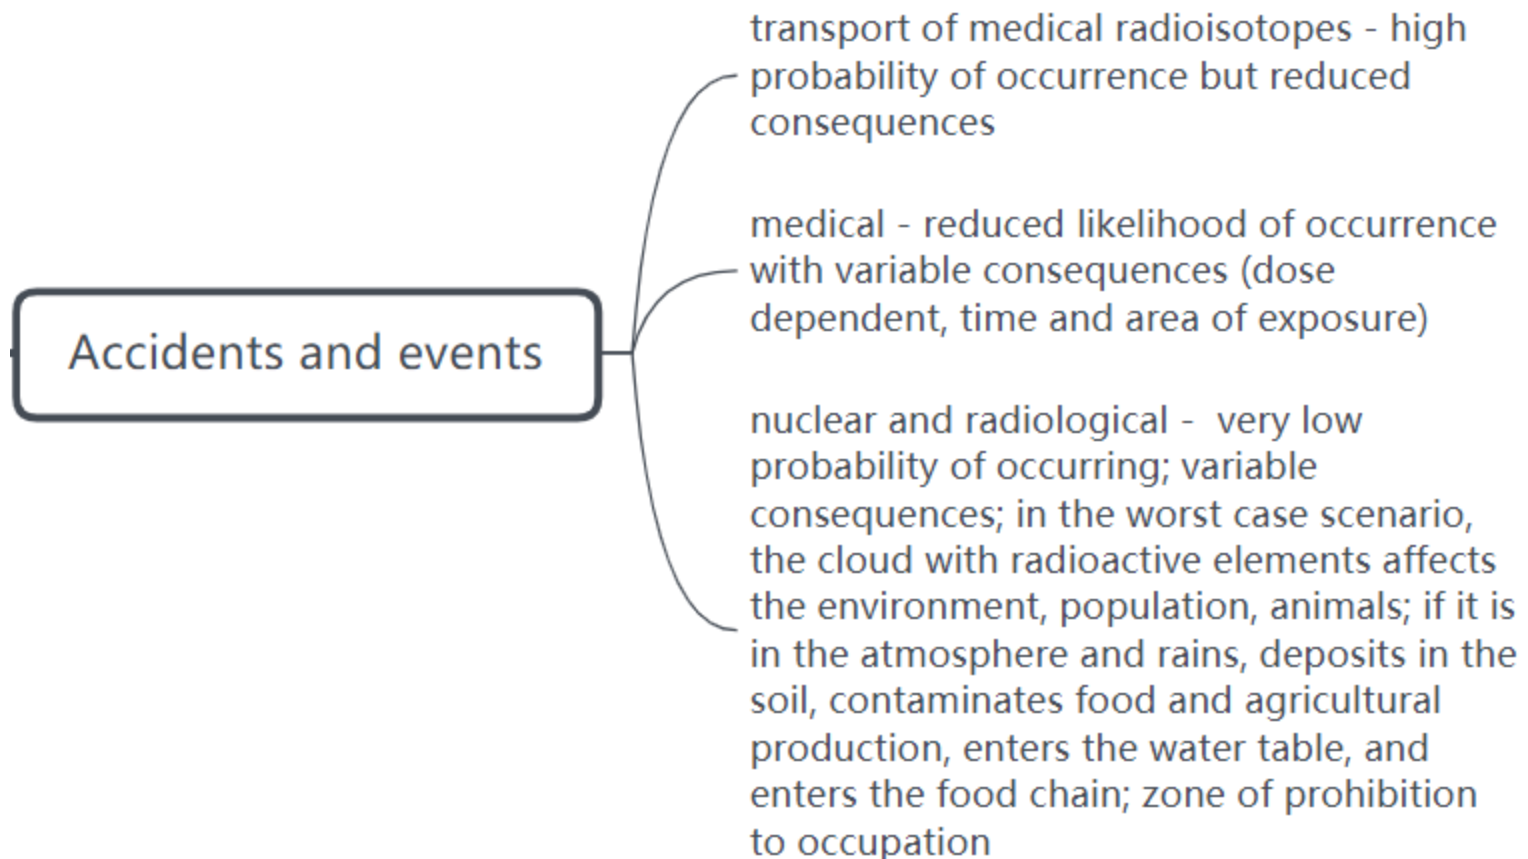 transport of medical radioisotopes - high
probability of occurrence but reduced
consequences
medical - reduced likelihood of occurrence
with variable consequences (dose
dependent, time and area of exposure)
Accidents and events
nuclear and radiological -  very low
probability of occurring; variable
consequences; in the worst case scenario,
the cloud with radioactive elements affects
the environment, population, animals; if it is
in the atmosphere and rains, deposits in the
soil, contaminates food and agricultural
production, enters the water table, and
enters the food chain; zone of prohibition
to occupation